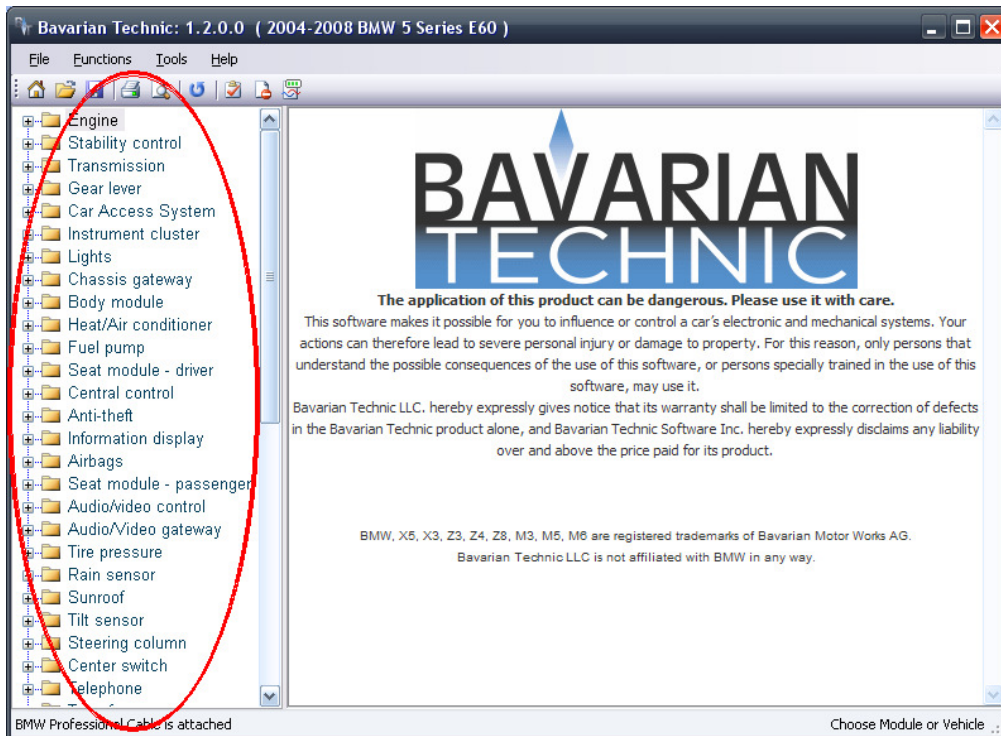 Bavarian Technic: 1.2.0.0 ( 2004-2008 BMW 5 Series E60 )
File Functions Tools Help
Engine
Stability control
Transmission
Gear lever
Car Access System
Instrument cluster
Lights
Chassis gateway
Body module
Heat/Air conditioner
Fuel pump
Seat module - driver
Central control
Anti-theft
Information display
Airbags
Seat module - passenger
Audio/video control
Audio/Video gateway
Tire pressure
Rain sensor
Sunroof
Tilt sensor
Steering column
Center switch
Telephone
BAVARIAN
TECHNIC
The application of this product can be dangerous. Please use it with care.
This software makes it possible for you to influence or control a car's electronic and mechanical systems. Your
actions can therefore lead to severe personal injury or damage to property. For this reason, only persons that
understand the possible consequences of the use of this software, or persons specially trained in the use of this
software, may use it.
Bavarian Technic LLC. hereby expressly gives notice that its warranty shall be limited to the correction of defects
in the Bavarian Technic product alone, and Bavarian Technic Software Inc. hereby expressly disclaims any liability
over and above the price paid for its product.
BMW, X5, X3, Z3, Z4, Z8, M3, M5, M6 are registered trademarks of Bavarian Motor Works AG.
Bavarian Technic LLC is not affiliated with BMW in any way.
BMW Professional Cable is attached
Choose Module or Vehicle